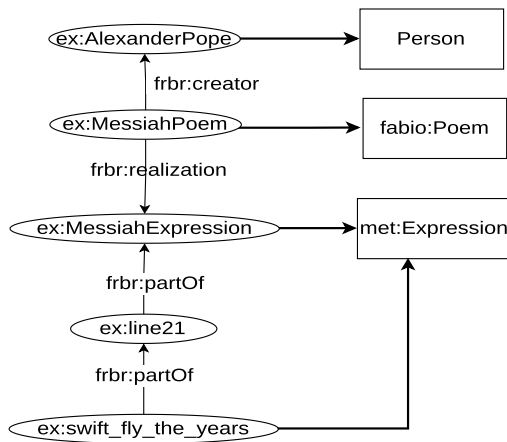 ex:AlexanderPope
Person
frbr:creator
ex:MessiahPoem
fabio:Poem
frbr:realization
ex:MessiahExpression
met:Expression
frbr:partOf
ex:line21
frbr:partOf
ex:swift_fly_the_years